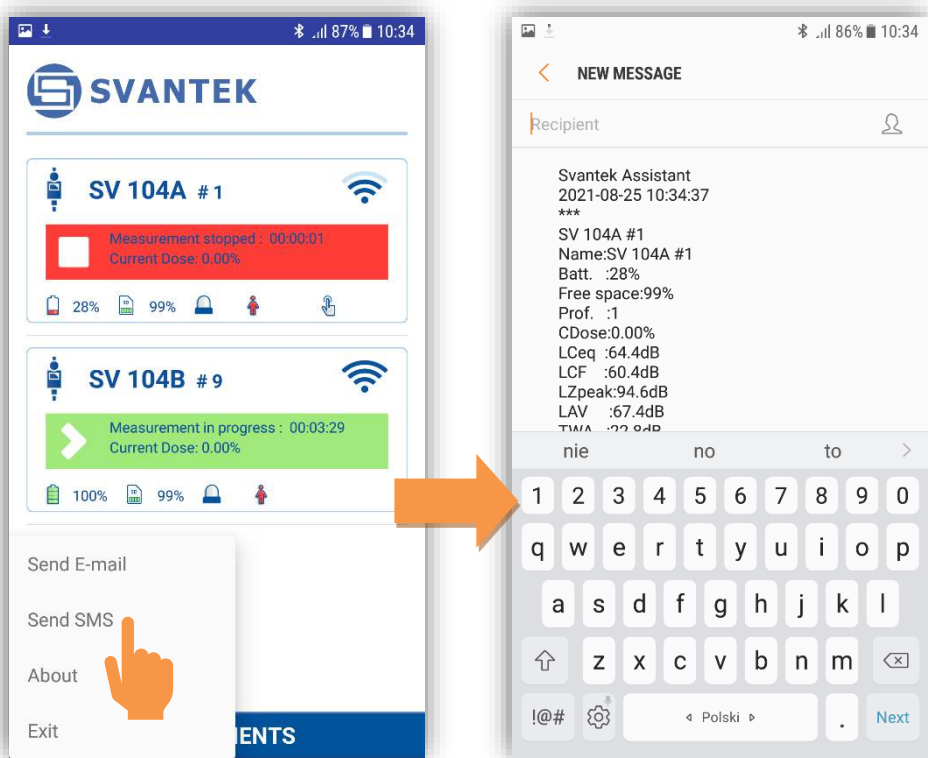 87% 10:34
SVANTEK
SV 104A # 1
Measurement stopped : 00:00:01
Current Dose: 0.00%
28% 99%
SV 104B # 9
Measurement in progress : 00:03:29
Current Dose: 0.00%
100% 99%
Send E-mail
Send SMS
About
Exit
ENTS
86% 10:34
NEW MESSAGE
Recipient
Svantek Assistant
2021-08-25 10:34:37
***
SV 104A #1
Name:SV 104A #1
Batt. :28%
Free space:99%
Prof. :1
CDose:0.00%
LCeq :64.4dB
LCF :60.4dB
LZpeak:94.6dB
LAV :67.4dB
TWA :22.8dB
nie no to
1 2 3 4 5 6 7 8 9 0
q w e r t y u i o p
a s d f g h j k l
z x c v b n m
!@# Polski . Next